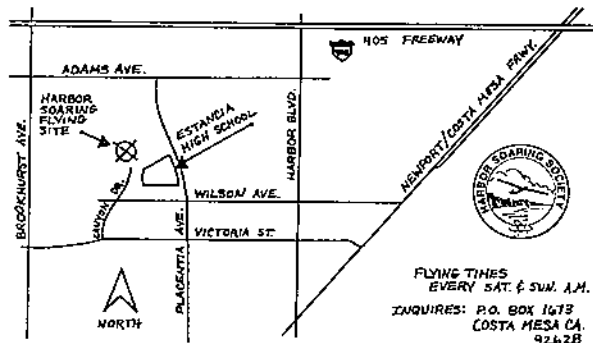 405 FREEWAY
ADAMS AVE.
HARBOR
SOARING
FLYING
SITE
ESTANCIA
HIGH SCHOOL
HARBOR BLVD.
NEWPORT/COSTA MESA FRWY.
BROOKHURST AVE.
CANYON DR.
WILSON AVE.
PLACENTIA AVE.
VICTORIA ST.
HARBOR SOARING SOCIETY
NORTH
FLYING TIMES
EVERY SAT. & SUN. A.M.
INQUIRES: P.O. BOX 1673
COSTA MESA CA.
92628